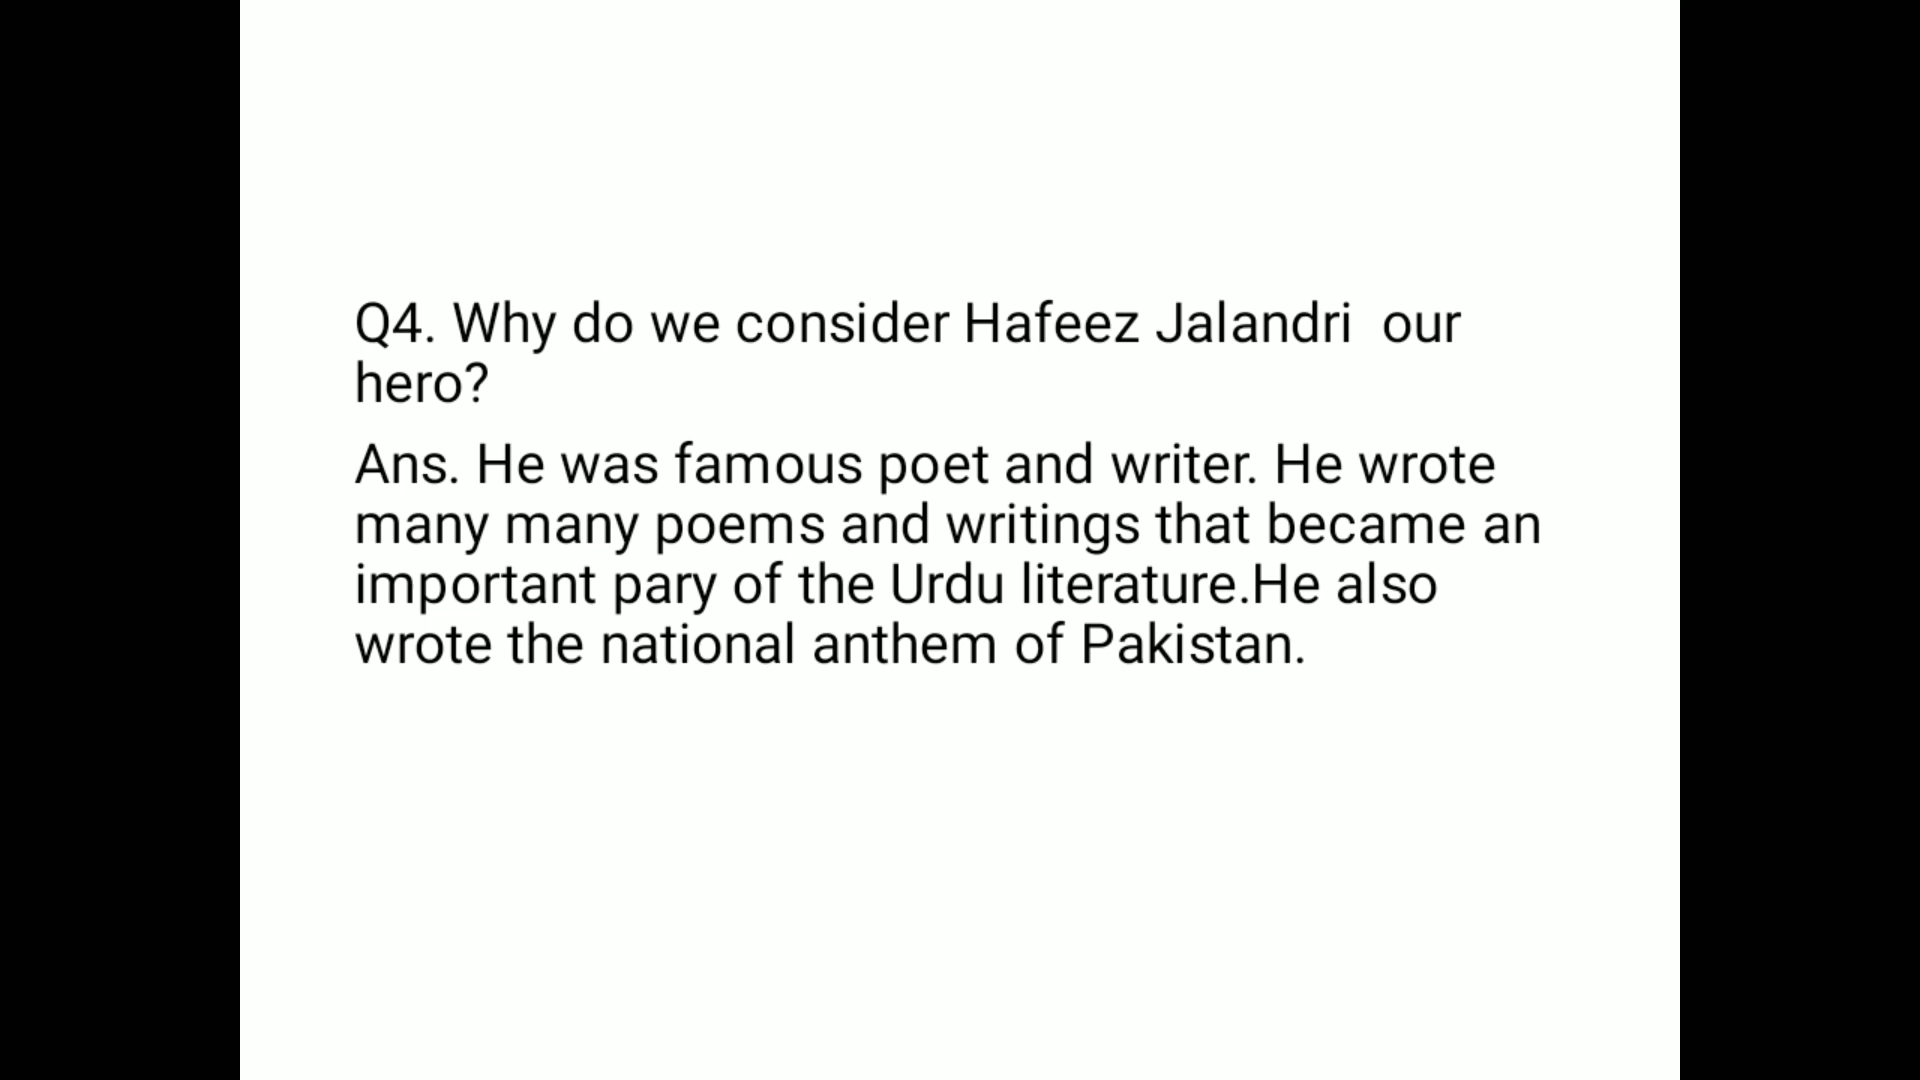 Q4. Why do we consider Hafeez Jalandri  our
hero?
Ans. He was famous poet and writer. He wrote
many many poems and writings that became an
important pary of the Urdu literature.He also
wrote the national anthem of Pakistan.